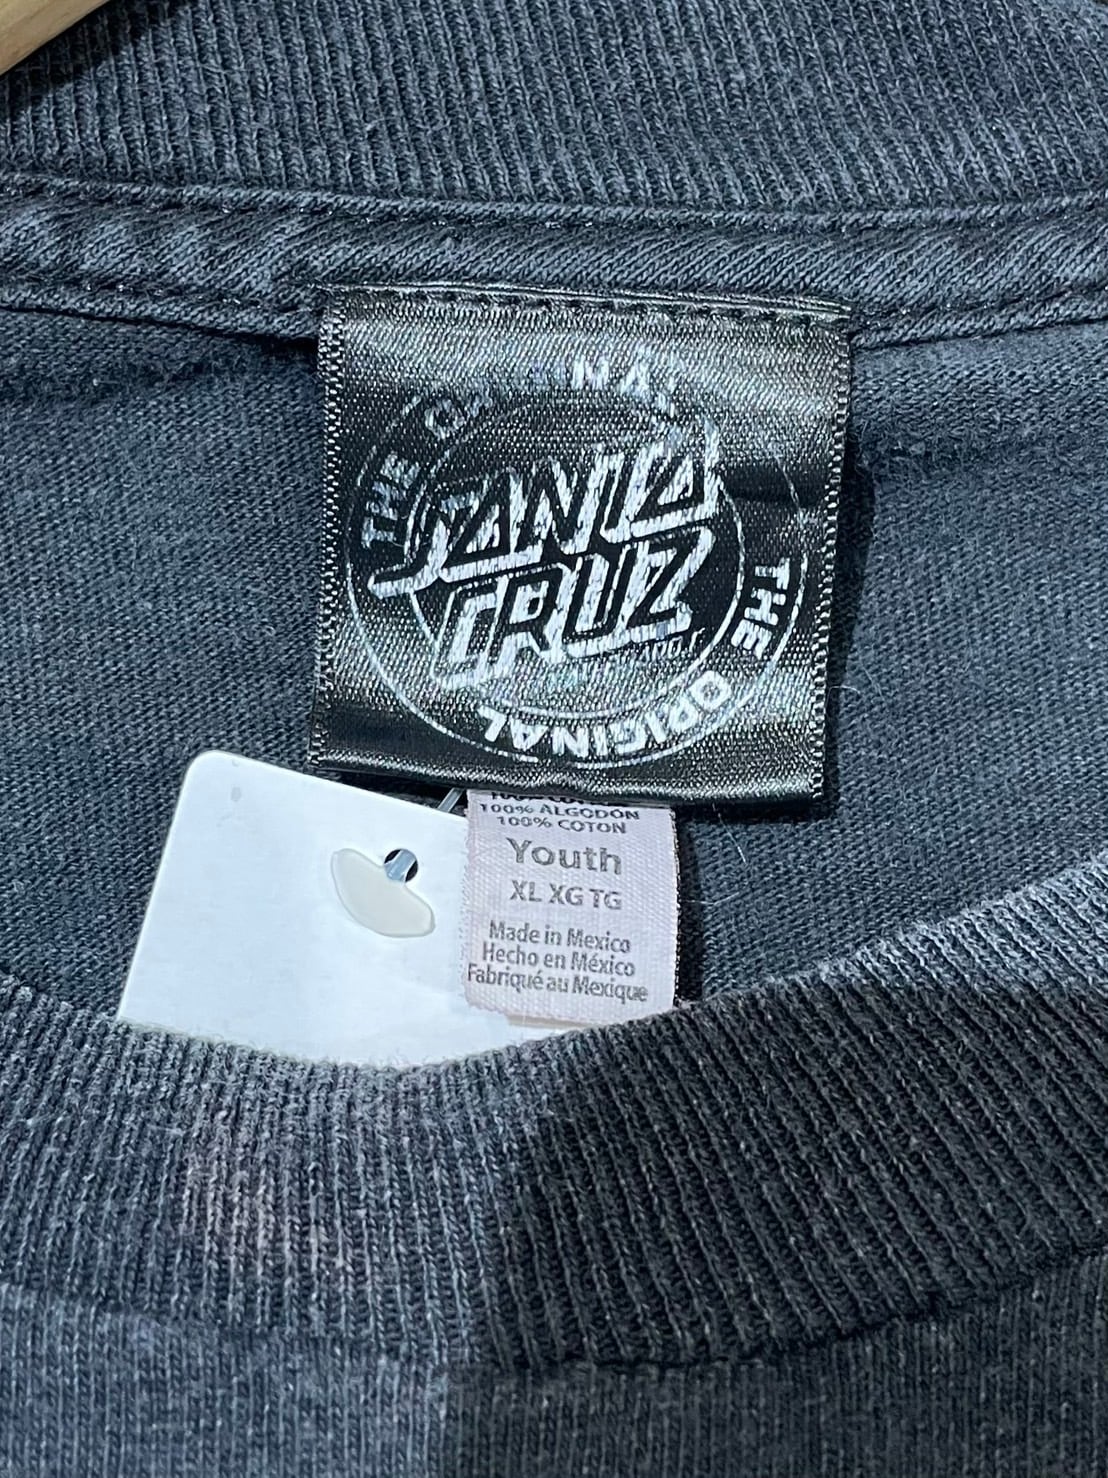 THE ORIGINAL
SANTA
CRUZ
THE ORIGINAL
100% ALGODÓN
100% COTON
Youth
XL XG TG
Made in Mexico
Hecho en México
Fabriqué au Mexique